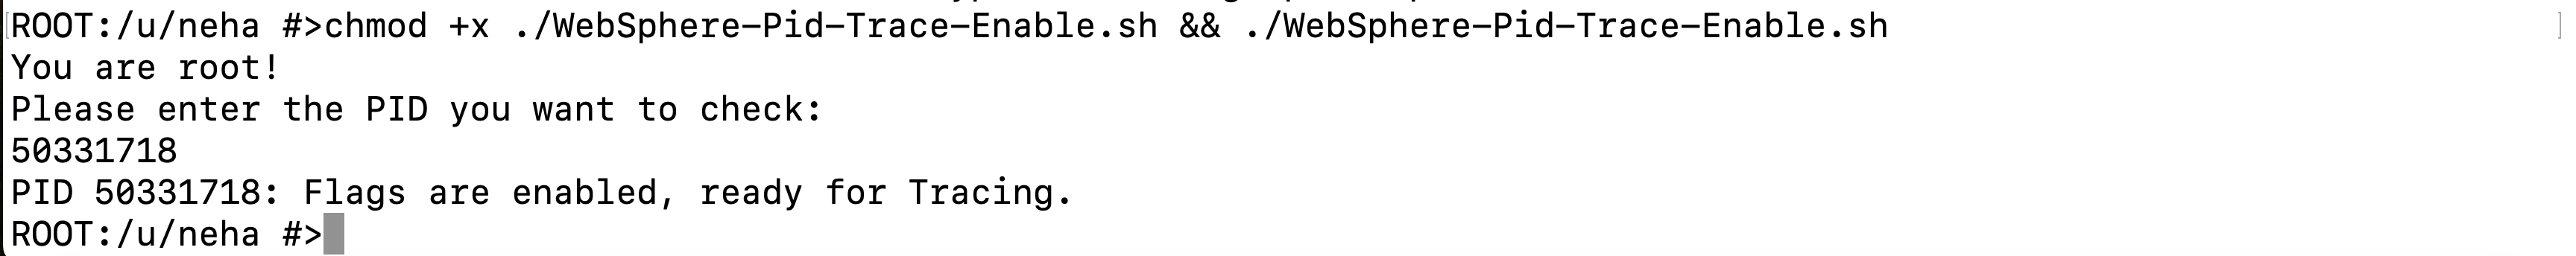 ROOT:/u/neha #>chmod +x ./WebSphere-Pid-Trace-Enable.sh && ./WebSphere-Pid-Trace-Enable.sh
You are root!
Please enter the PID you want to check:
50331718
PID 50331718: Flags are enabled, ready for Tracing.
ROOT:/u/neha #>